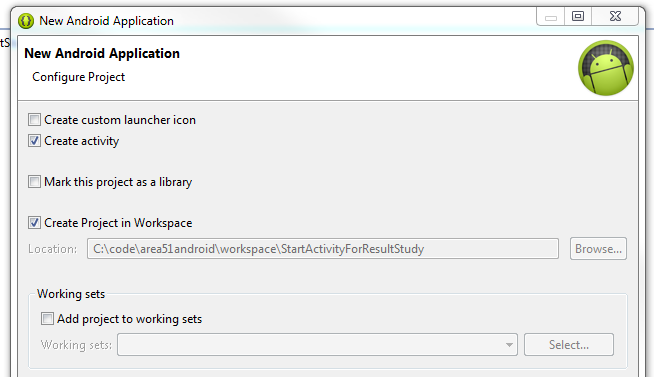 New Android Application
tS
New Android Application
Configure Project
Create custom launcher icon
Create activity
Mark this project as a library
Create Project in Workspace
Location: C:\code\area51android\workspace\StartActivityForResultStudy Browse...
Working sets
Add project to working sets
Working sets: Select...